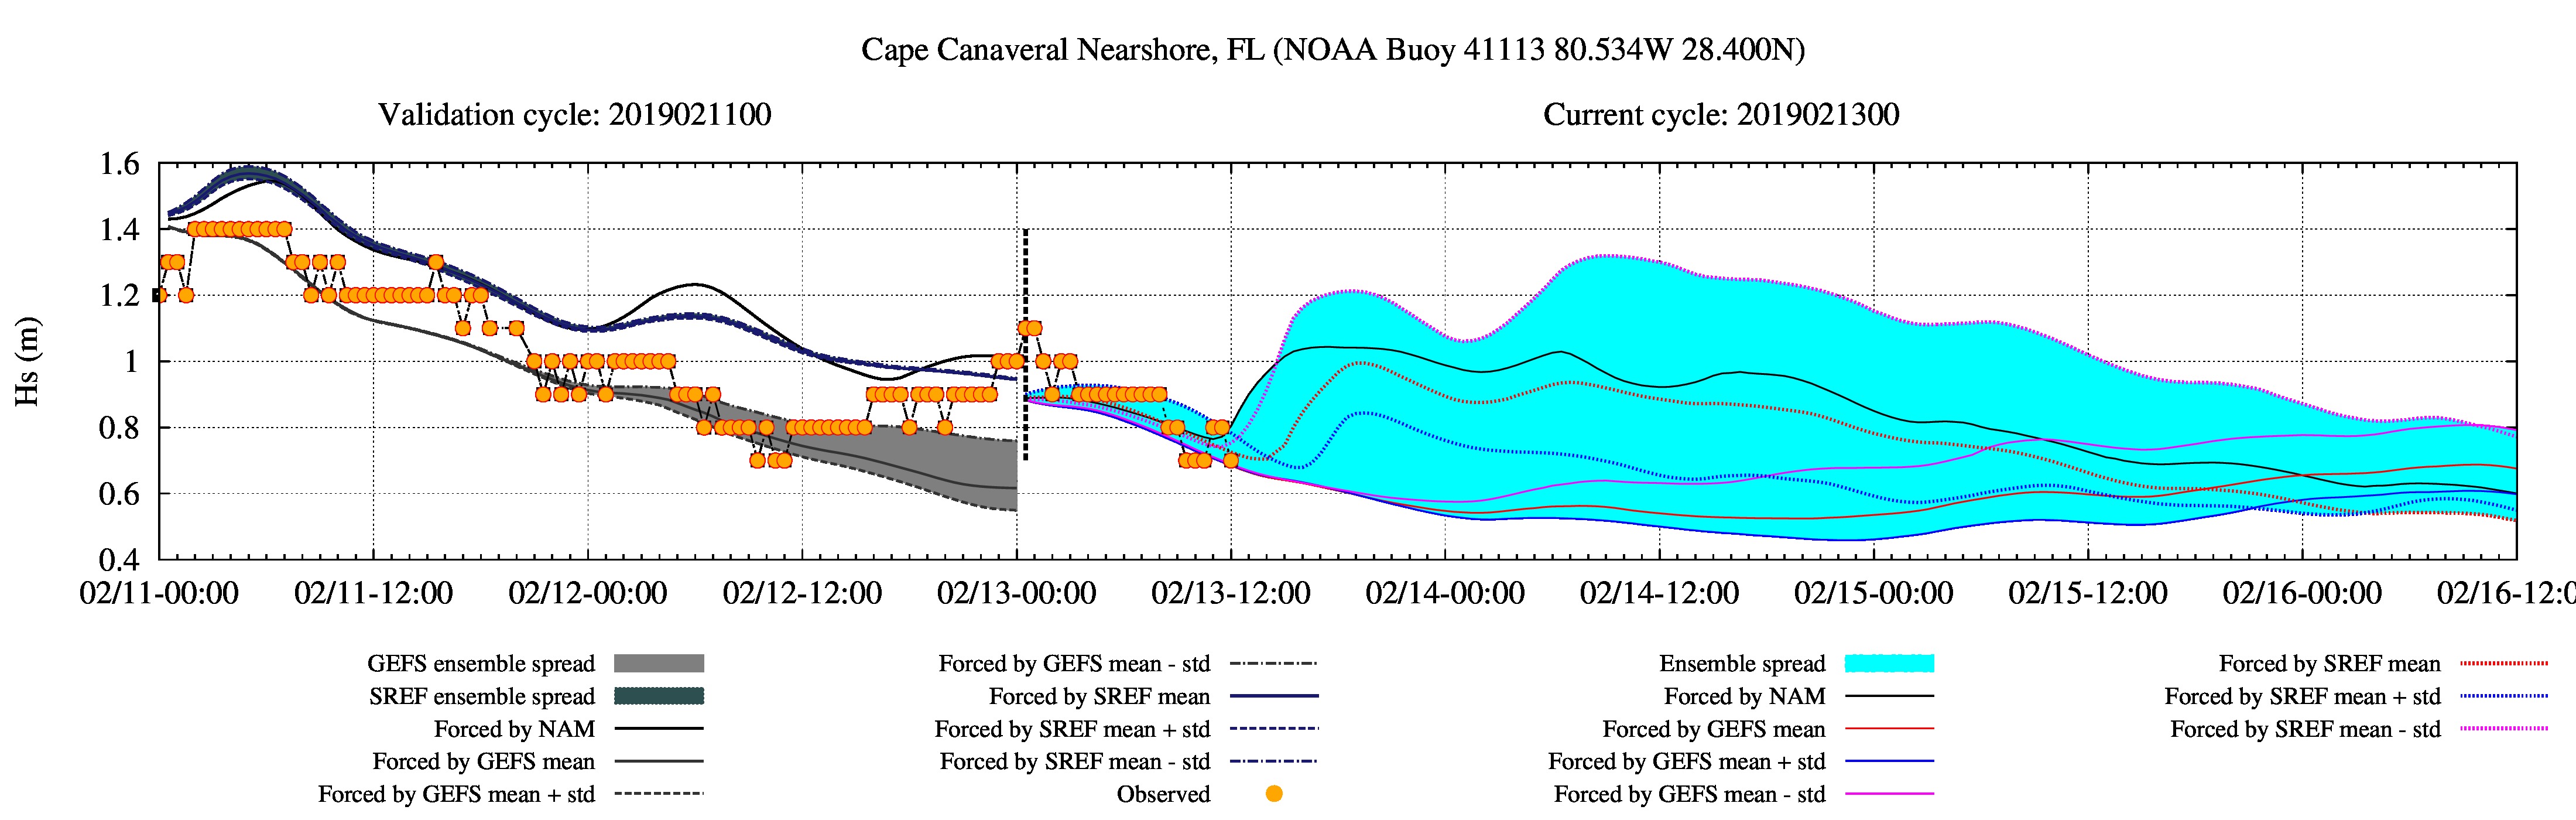 Cape Canaveral Nearshore, FL (NOAA Buoy 41113 80.534W 28.400N)
Validation cycle: 2019021100
Current cycle: 2019021300
Hs (m)
1.6
1.4
1.2
1
0.8
0.6
0.4
02/11-00:00 02/11-12:00 02/12-00:00 02/12-12:00 02/13-00:00 02/13-12:00 02/14-00:00 02/14-12:00 02/15-00:00 02/15-12:00 02/16-00:00 02/16-12:0
GEFS ensemble spread
SREF ensemble spread
Forced by NAM
Forced by GEFS mean
Forced by GEFS mean + std
Forced by GEFS mean - std
Forced by SREF mean
Forced by SREF mean + std
Forced by SREF mean - std
Observed
Ensemble spread
Forced by NAM
Forced by GEFS mean
Forced by GEFS mean + std
Forced by GEFS mean - std
Forced by SREF mean
Forced by SREF mean + std
Forced by SREF mean - std